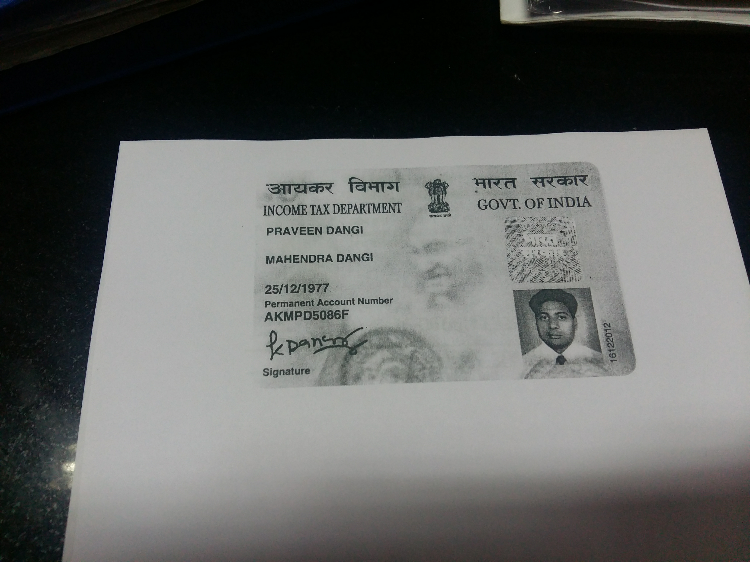 आयकर विभाग भारत सरकार
INCOME TAX DEPARTMENT GOVT. OF INDIA
PRAVEEN DANGI
MAHENDRA DANGI
25/12/1977
Permanent Account Number
AKMPD5086F
Signature
16122012